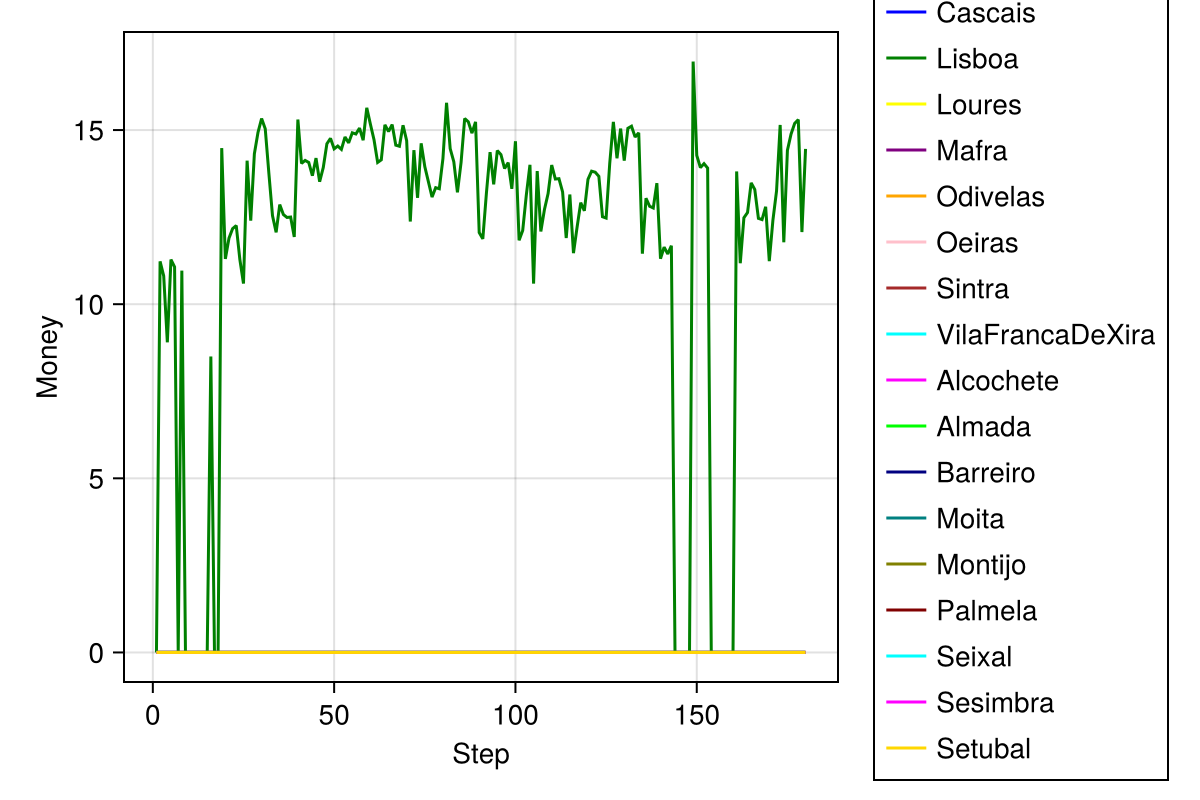 Cascais
Lisboa
Loures
Mafra
Odivelas
Oeiras
Sintra
VilaFrancaDeXira
Alcochete
Almada
Barreiro
Moita
Montijo
Palmela
Seixal
Sesimbra
Setubal
15
10
5
0
Money
0 50 100 150
Step